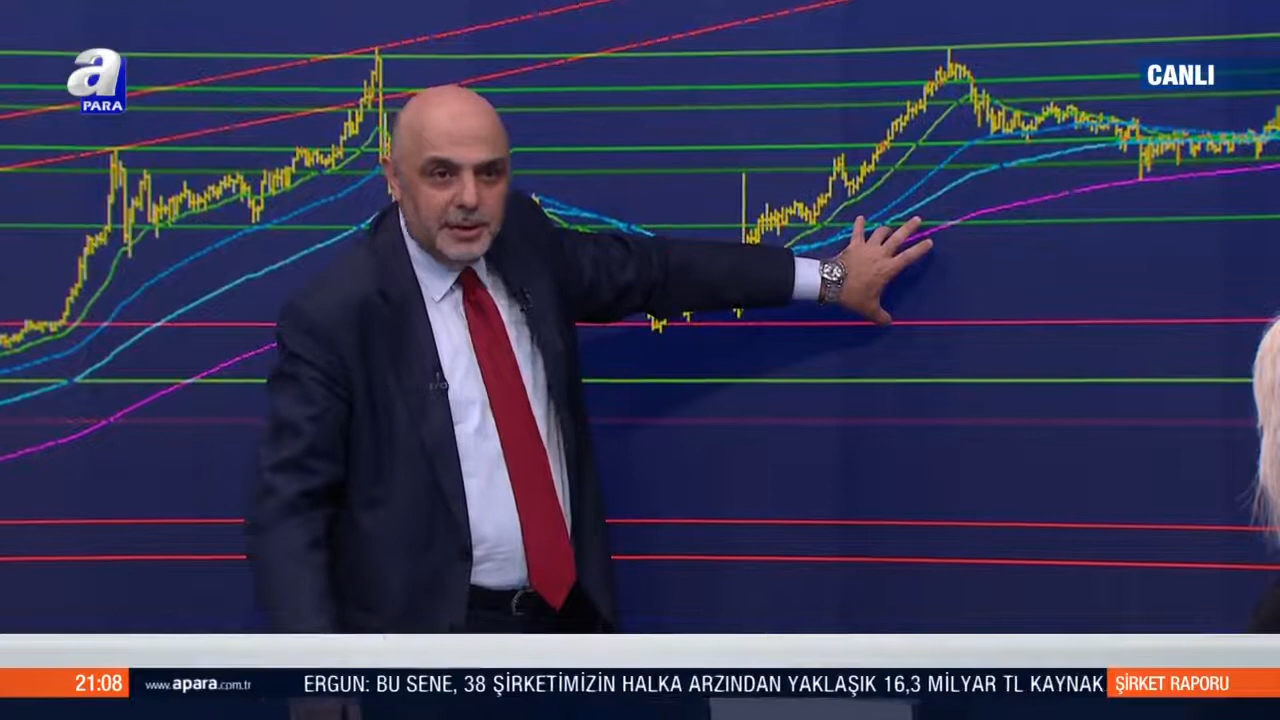 a
PARA
CANLI
21:08
www.apara.com.tr
ERGUN: BU SENE, 38 ŞİRKETİMİZİN HALKA ARZINDAN YAKLAŞIK 16,3 MİLYAR TL KAYNAK
ŞİRKET RAPORU